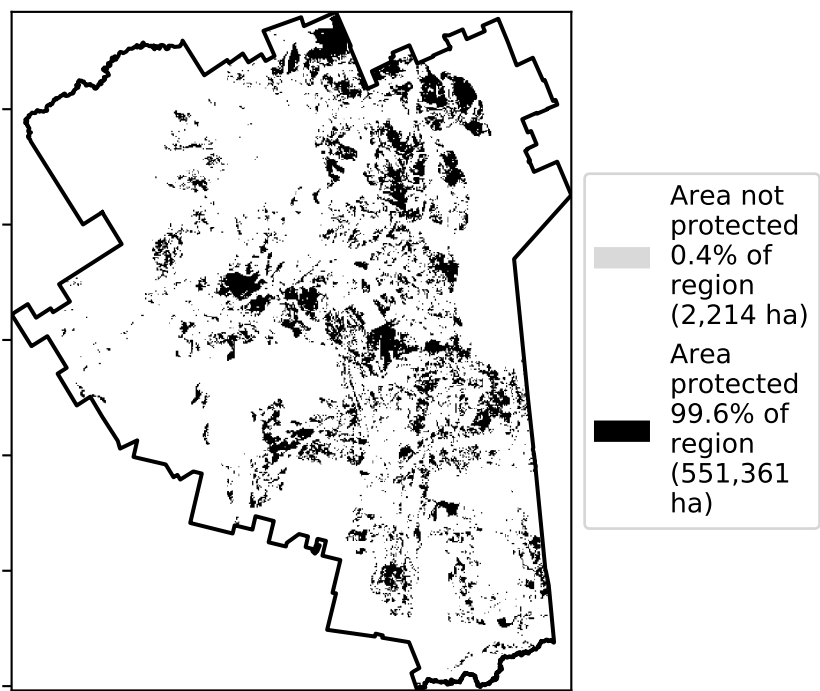 Area not
protected
0.4% of
region
(2,214 ha)
Area
protected
99.6% of
region
(551,361
ha)